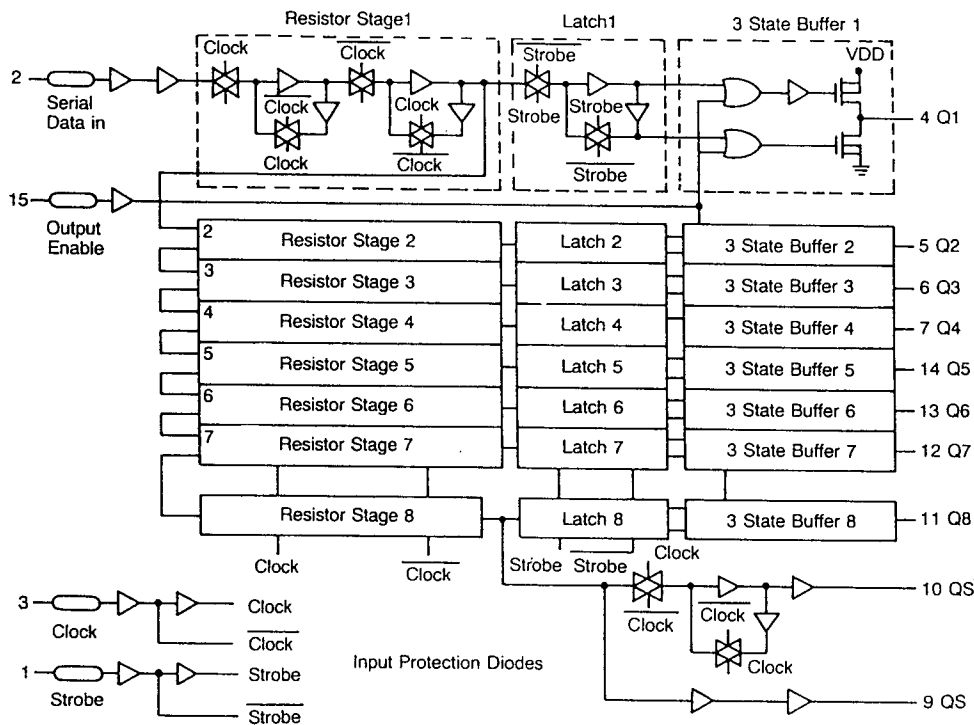 Resistor Stage1
Latch1
3 State Buffer 1
Clock
Clock
Strobe
VDD
2
Serial
Data in
Clock
Clock
Strobe
Strobe
4 Q1
Clock
Clock
Strobe
15
Output
Enable
2
Resistor Stage 2
Latch 2
3 State Buffer 2
5 Q2
3
Resistor Stage 3
Latch 3
3 State Buffer 3
6 Q3
4
Resistor Stage 4
Latch 4
3 State Buffer 4
7 Q4
5
Resistor Stage 5
Latch 5
3 State Buffer 5
14 Q5
6
Resistor Stage 6
Latch 6
3 State Buffer 6
13 Q6
7
Resistor Stage 7
Latch 7
3 State Buffer 7
12 Q7
Resistor Stage 8
Latch 8
3 State Buffer 8
11 Q8
Clock
Clock
Strobe
Strobe
Clock
10 QS
3
Clock
Clock
Clock
Clock
Clock
Clock
1
Strobe
Strobe
Strobe
Input Protection Diodes
9 QS